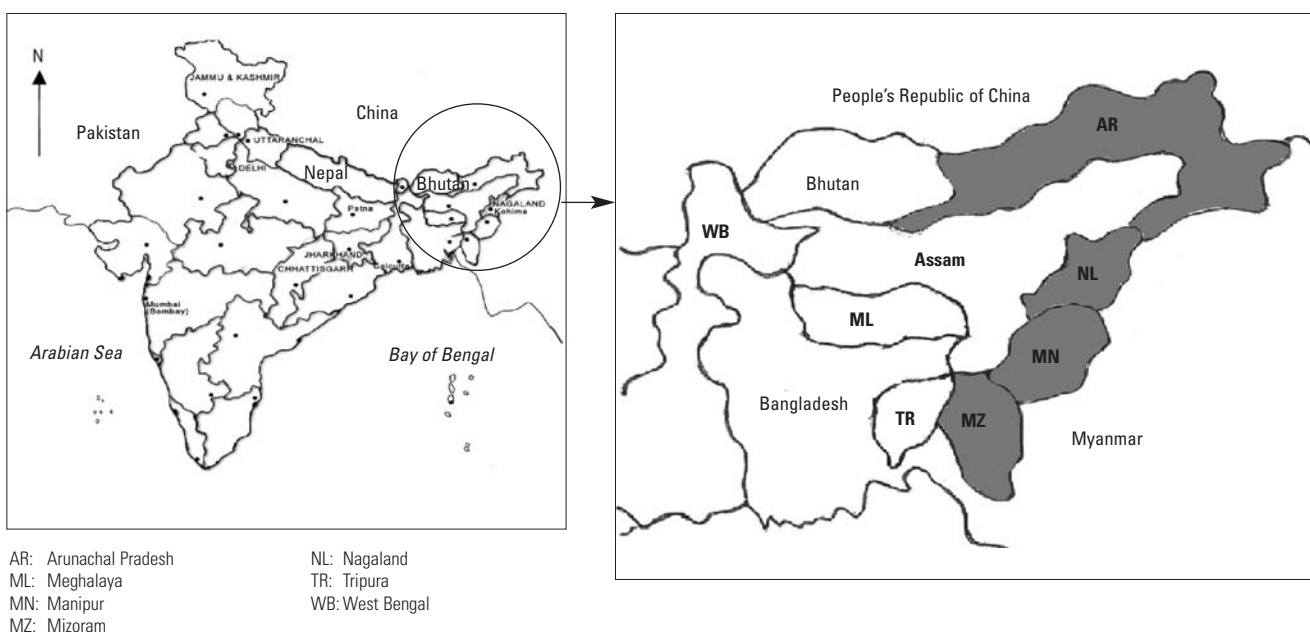 N
JAMMU & KASHMIR
China
Pakistan
UTTARANCHAL
DELHI
Nepal
Bhutan
NAGALAND
Kohima
Patna
JHARKHAND
CHHATTISGARH
Calcutta
Mumbai
(Bombay)
Arabian Sea
Bay of Bengal
People's Republic of China
AR
Bhutan
WB
Assam
NL
ML
MN
Bangladesh
TR
MZ
Myanmar
AR: Arunachal Pradesh
ML: Meghalaya
MN: Manipur
MZ: Mizoram
NL: Nagaland
TR: Tripura
WB: West Bengal